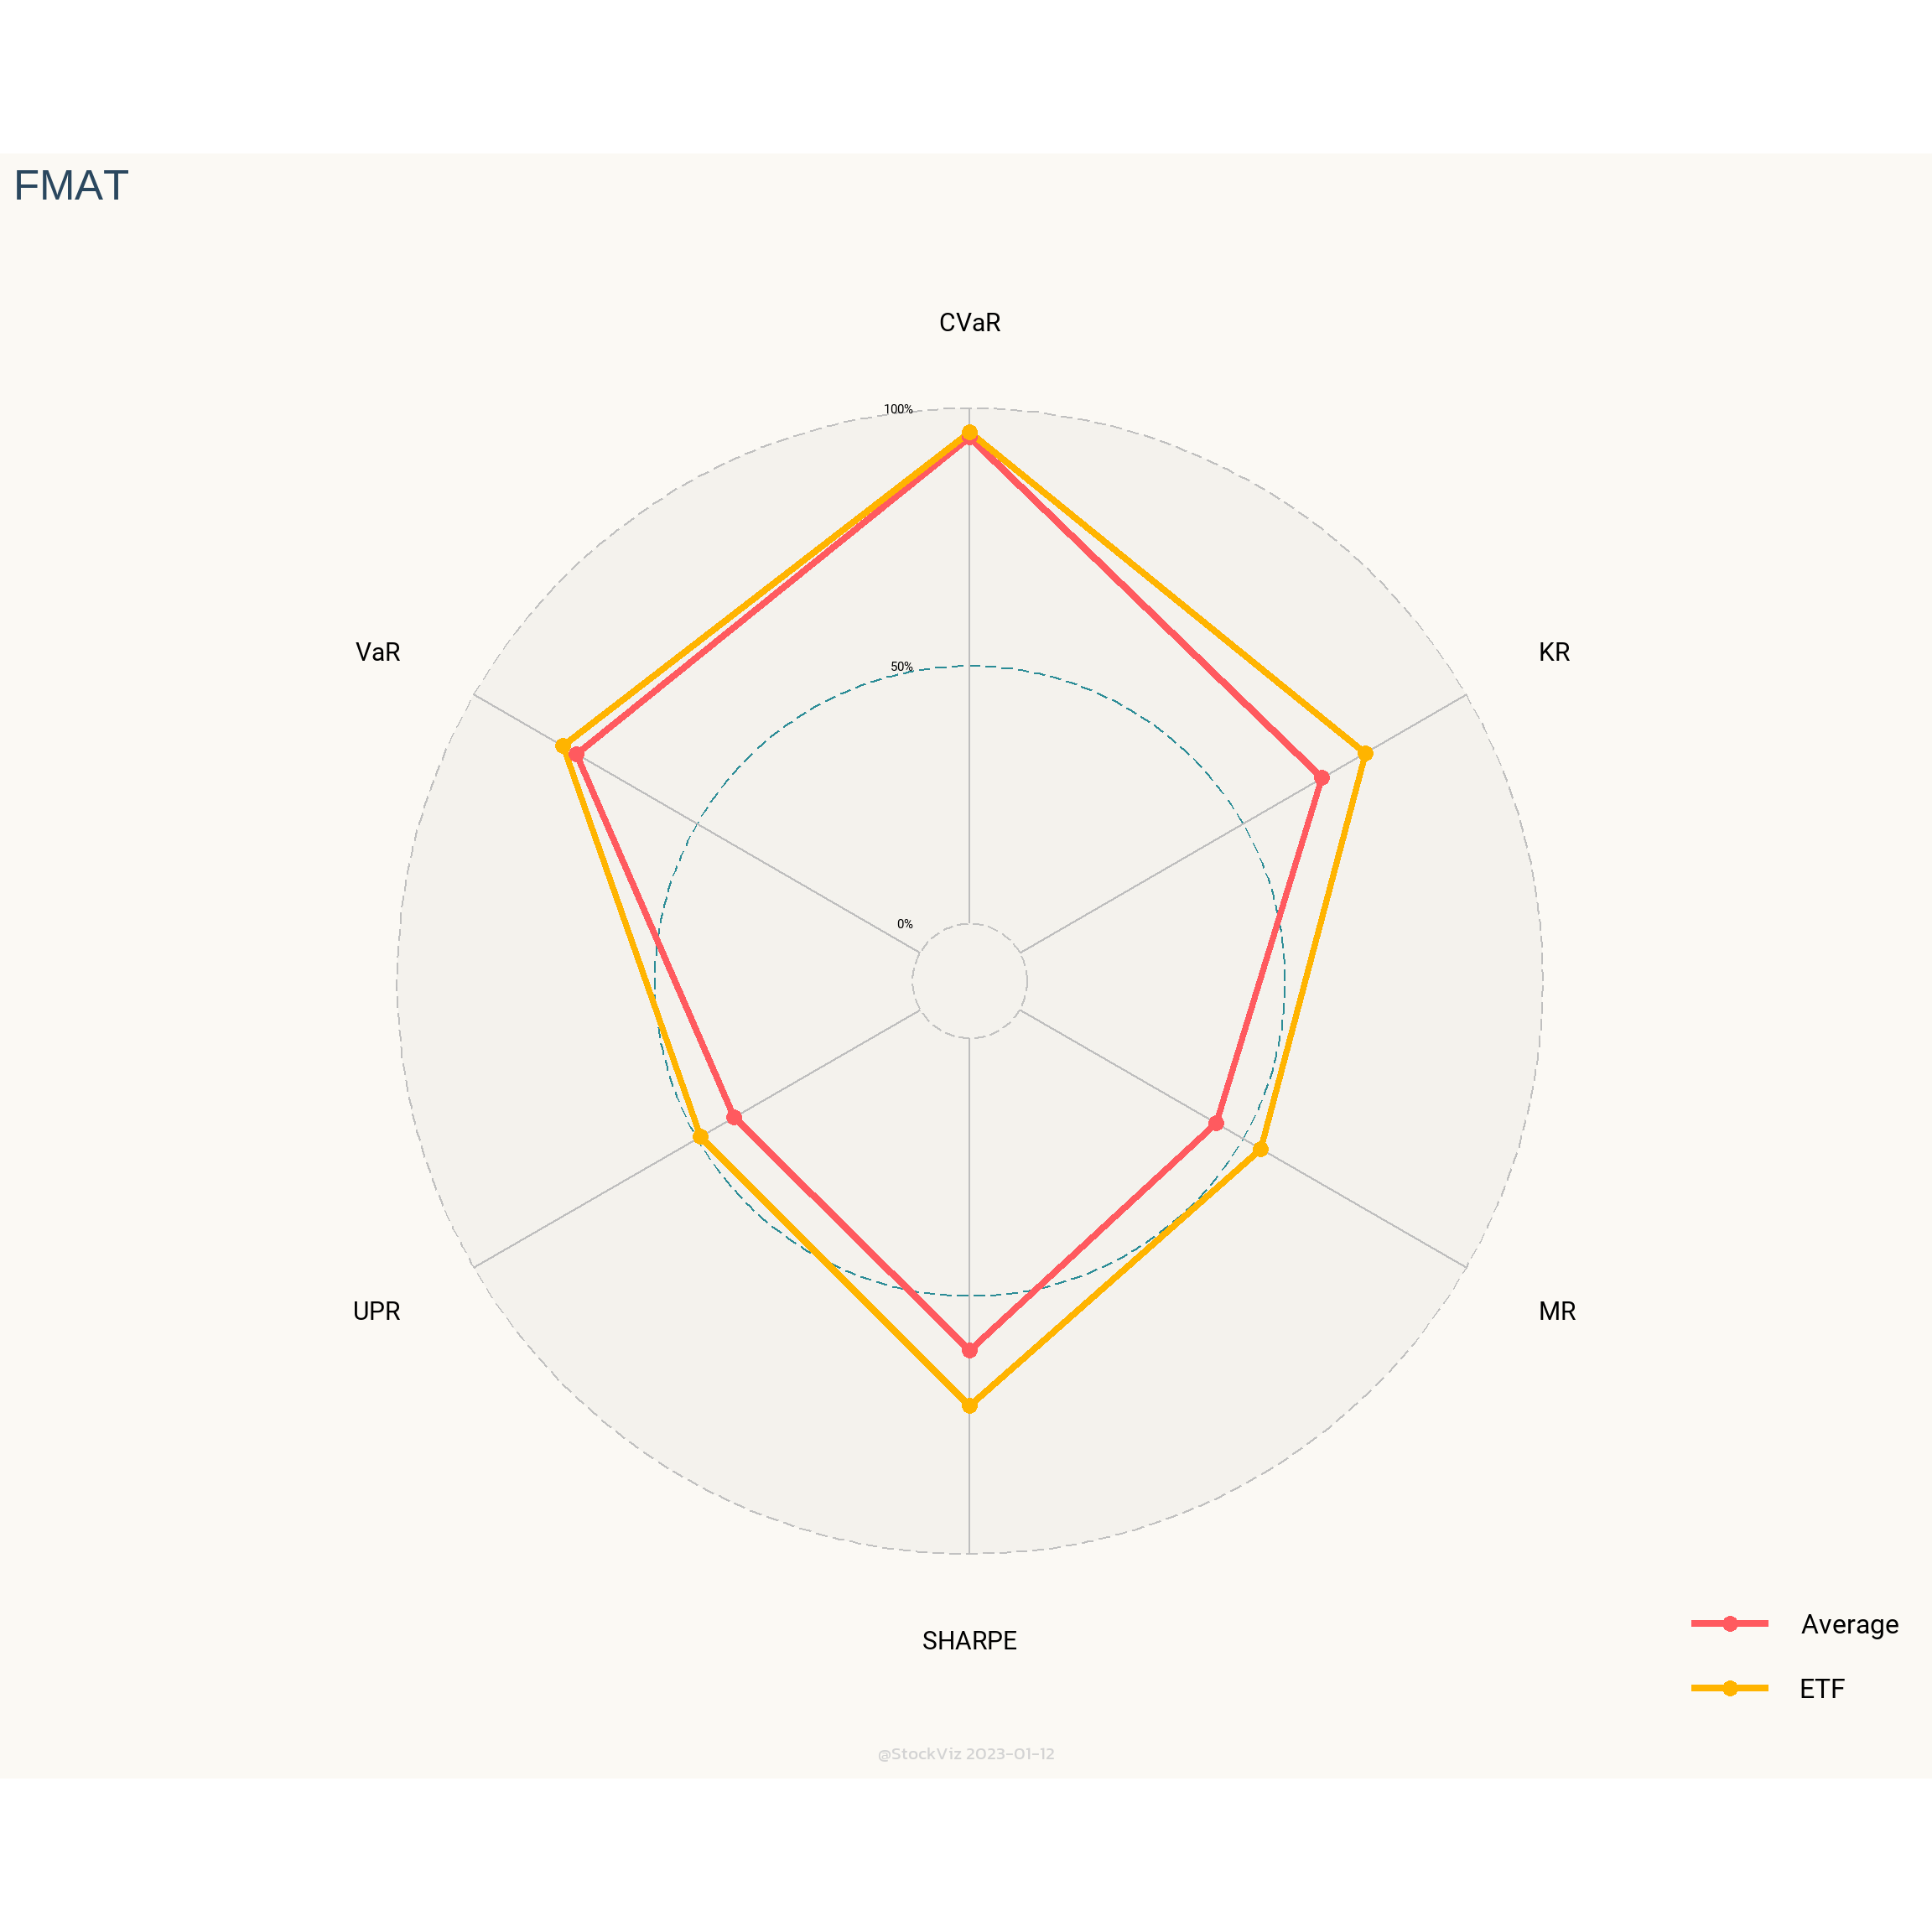 FMAT
CVaR
100%
KR
VaR
50%
0%
UPR
MR
SHARPE
Average
ETF
@StockViz 2023-01-12